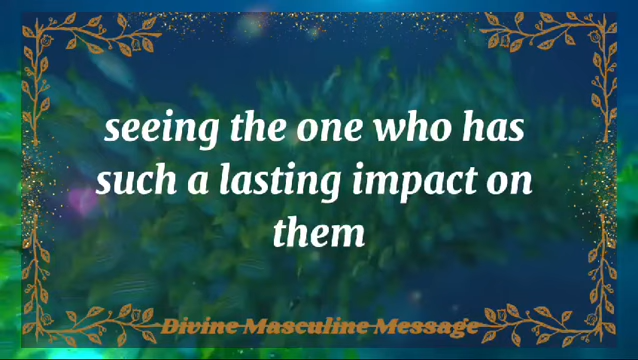 seeing the one who has
such a lasting impact on
them
Divine Masculine Message